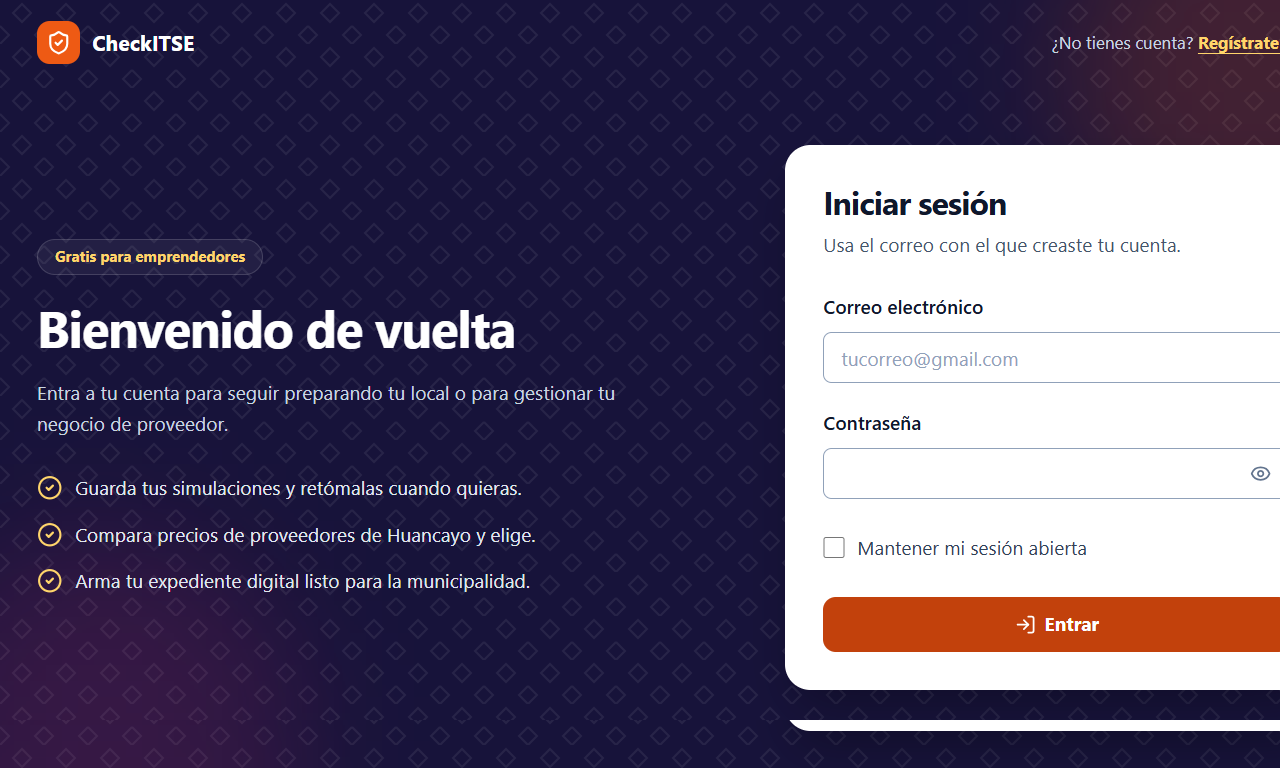 CheckITSE
¿No tienes cuenta? Regístrate
Gratis para emprendedores
Bienvenido de vuelta
Entra a tu cuenta para seguir preparando tu local o para gestionar tu
negocio de proveedor.
Guarda tus simulaciones y retómalas cuando quieras.
Compara precios de proveedores de Huancayo y elige.
Arma tu expediente digital listo para la municipalidad.
Iniciar sesión
Usa el correo con el que creaste tu cuenta.
Correo electrónico
tucorreo@gmail.com
Contraseña
Mantener mi sesión abierta
Entrar